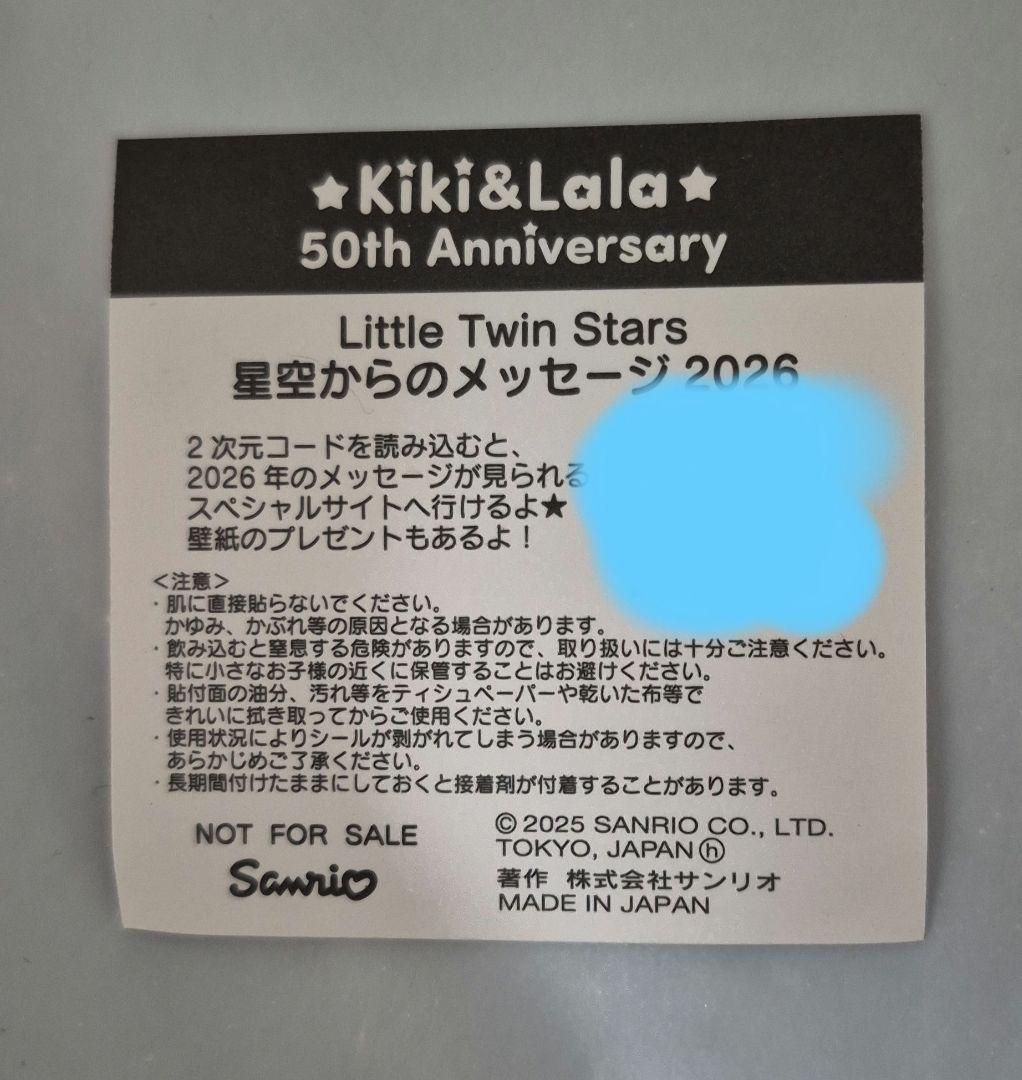 ★Kiki&Lala★
50th Anniversary
Little Twin Stars
星空からのメッセージ 2026
2次元コードを読み込むと、
2026年のメッセージが見られる
スペシャルサイトへ行けるよ★
壁紙のプレゼントもあるよ！
＜注意＞
・肌に直接貼らないでください。
かゆみ、かぶれ等の原因となる場合があります。
・飲み込むと窒息する危険がありますので、取り扱いには十分ご注意ください。
特に小さなお子様の近くに保管することはお避けください。
・貼付面の油分、汚れ等をティシュペーパーや乾いた布等で
きれいに拭き取ってからご使用ください。
・使用状況によりシールが剥がれてしまう場合がありますので、
あらかじめご了承ください。
・長期間付けたままにしておくと接着剤が付着することがあります。
NOT FOR SALE
Sanrio
© 2025 SANRIO CO., LTD.
TOKYO, JAPAN ⓗ
著作 株式会社サンリオ
MADE IN JAPAN